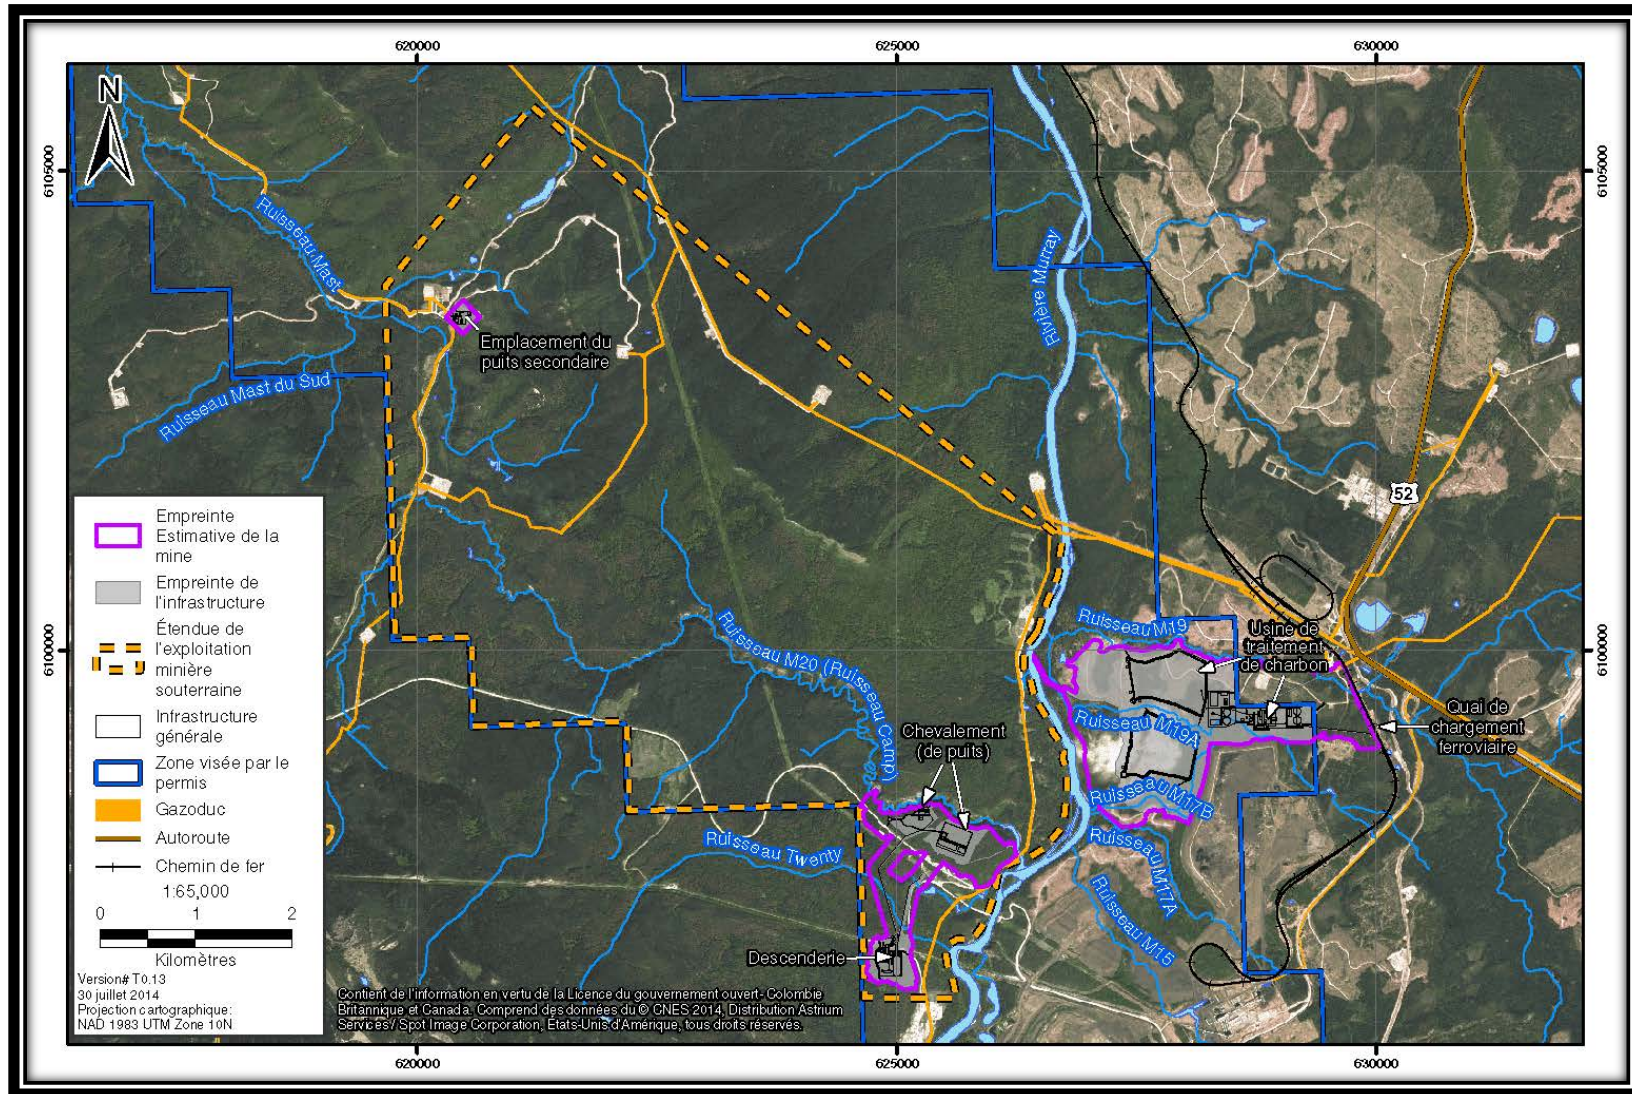 620000
625000
630000
6105000
6105000
N
Ruisseau Mast
Rivière Murray
Emplacement du
puits secondaire
Ruisseau Mast du Sud
52
Empreinte
Estimative de la
mine
Empreinte de
l'infrastructure
Étendue de
l'exploitation
minière
souterraine
Infrastructure
générale
Zone visée par le
permis
Gazoduc
Autoroute
Chemin de fer
1:65,000
0 1 2
Kilomètres
Version# T0.13
30 juillet 2014
Projection cartographique:
NAD 1983 UTM Zone 10N
Ruisseau M20 (Ruisseau Camp)
Ruisseau M19
Usine de
traitement
de charbon
6100000
6100000
Ruisseau M19A
Quai de
chargement
ferroviaire
Chevalement
(de puits)
Ruisseau M17B
Ruisseau Twenty
Ruisseau M17A
Ruisseau M15
Descenderie
Contient de l'information en vertu de la Licence du gouvernement ouvert- Colombie
Britannique et Canada. Comprend des données du © CNES 2014, Distribution Astrium
Services / Spot Image Corporation, États-Unis d'Amérique, tous droits réservés.
620000
625000
630000